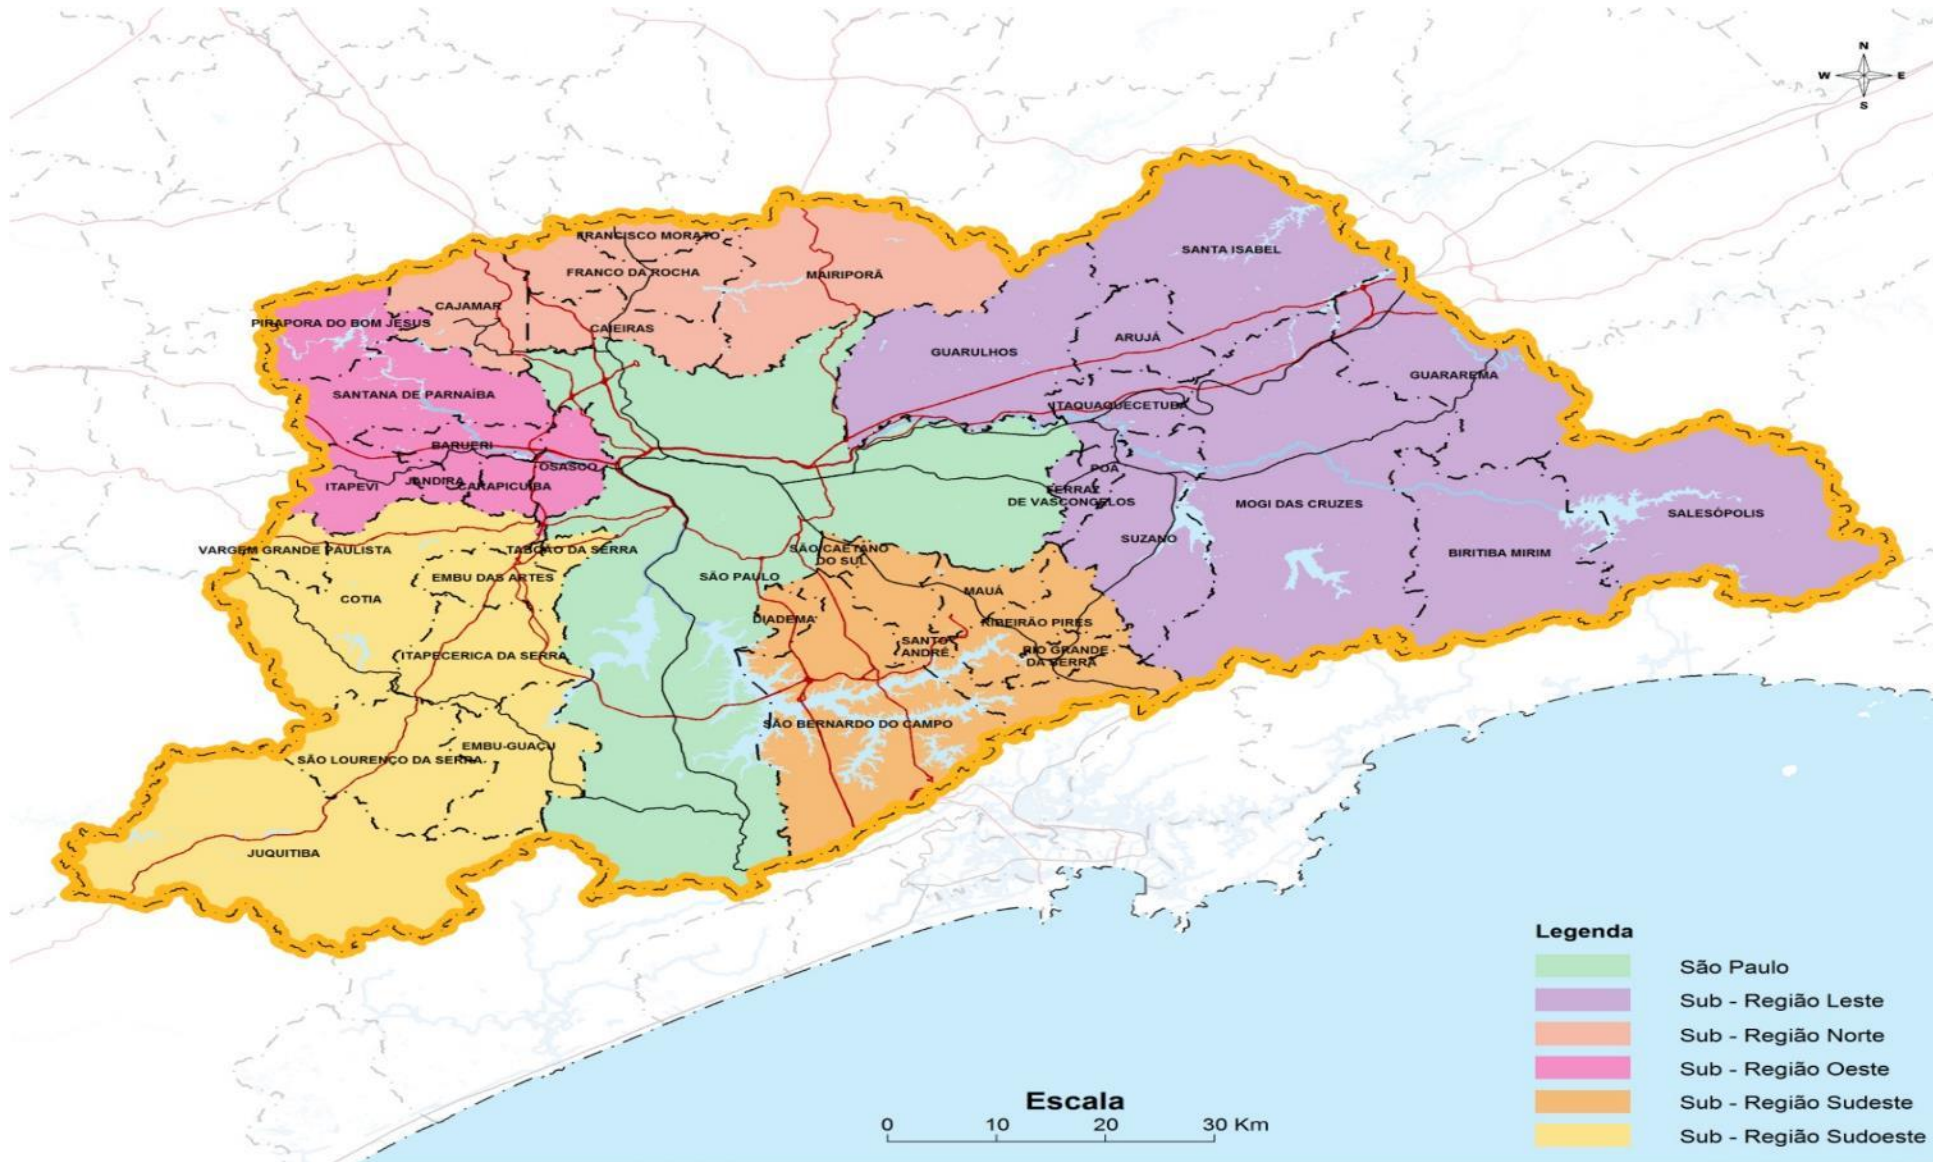 N
W E
S
SANTA ISABEL
FRANCISCO MORATO
FRANCO DA ROCHA
MAIRIPORÃ
CAJAMAR
PIRAPORA DO BOM JESUS
CAIEIRAS
ARUJÁ
GUARULHOS
GUARAREMA
SANTANA DE PARNAÍBA
ITAQUAQUECETUBA
BARUERI
OSASCO
POÁ
JANDIRA
ITAPEVI
CARAPICUIBA
FERRAZ
DE VASCONGELOS
MOGI DAS CRUZES
SALESÓPOLIS
SUZANO
BIRITIBA MIRIM
VARGEM GRANDE PAULISTA
TABOÃO DA SERRA
SÃO CAETANO
DO SUL
EMBU DAS ARTES
SÃO PAULO
MAUÁ
COTIA
DIADEMA
RIBEIRÃO PIRES
SANTO
ANDRÉ
RIO GRANDE
DA SERRA
ITAPECERICA DA SERRA
SÃO BERNARDO DO CAMPO
EMBU-GUAÇU
SÃO LOURENÇO DA SERRA
JUQUITIBA
Legenda
São Paulo
Sub - Região Leste
Sub - Região Norte
Sub - Região Oeste
Sub - Região Sudeste
Sub - Região Sudoeste
Escala
0 10 20 30 Km